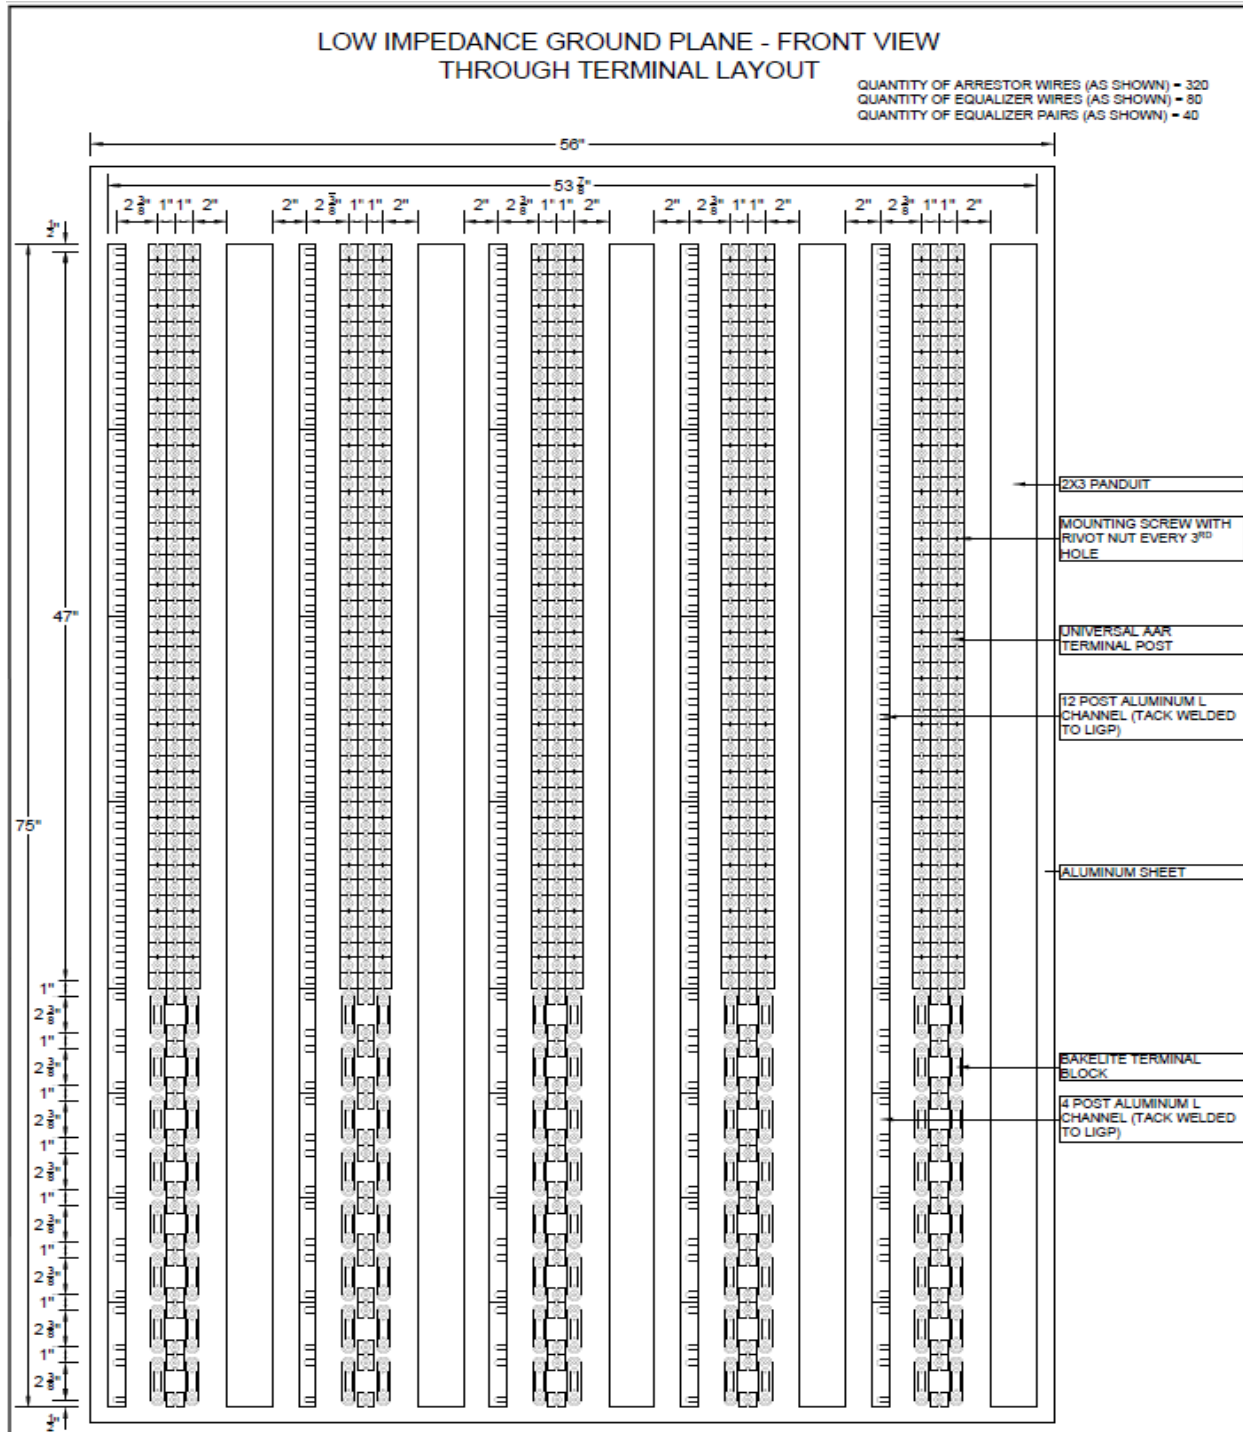 LOW IMPEDANCE GROUND PLANE - FRONT VIEW
THROUGH TERMINAL LAYOUT
QUANTITY OF ARRESTOR WIRES (AS SHOWN) = 320
QUANTITY OF EQUALIZER WIRES (AS SHOWN) = 80
QUANTITY OF EQUALIZER PAIRS (AS SHOWN) = 40
56"
53 7/8"
2 3/8" 1" 1" 2" 2" 2 3/8" 1" 1" 2" 2" 2 3/8" 1" 1" 2" 2" 2 3/8" 1" 1" 2" 2" 2 3/8" 1" 1" 2"
1/2"
2X3 PANDUIT
MOUNTING SCREW WITH
RIVOT NUT EVERY 3RD
HOLE
47"
UNIVERSAL AAR
TERMINAL POST
12 POST ALUMINUM L
CHANNEL (TACK WELDED
TO LIGP)
75"
ALUMINUM SHEET
1"
2 3/8"
1"
2 3/8"
BAKELITE TERMINAL
BLOCK
1"
2 3/8"
4 POST ALUMINUM L
CHANNEL (TACK WELDED
TO LIGP)
1"
2 3/8"
1"
2 3/8"
1"
2 3/8"
1"
2 3/8"
1"
2 3/8"
1/2"